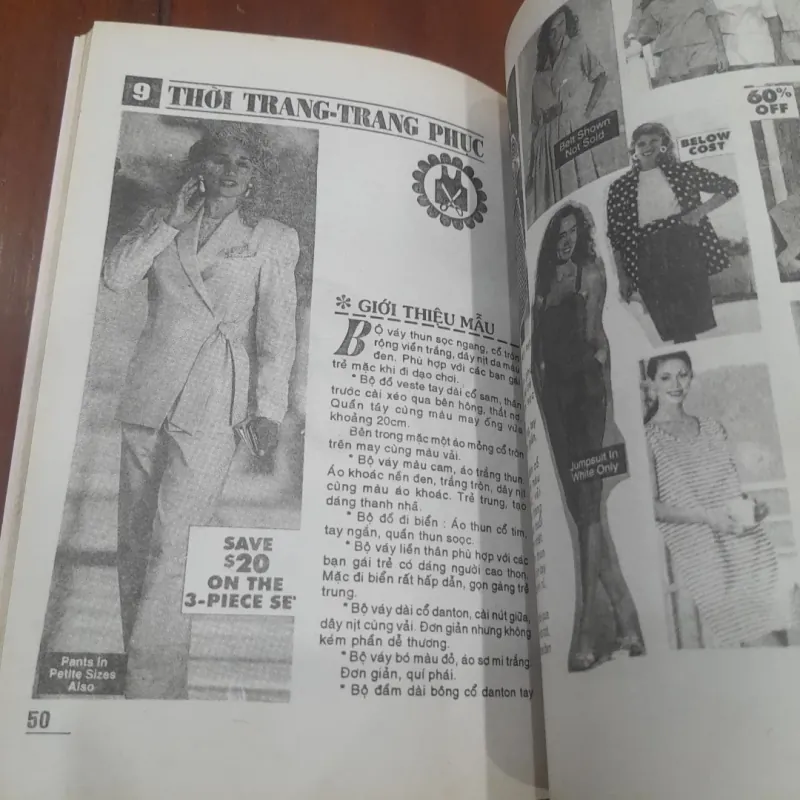 9 THỜI TRANG-TRANG PHỤC
* GIỚI THIỆU MẪU
BỘ váy thun sọc ngang, cổ tròn
rộng viền trắng, dây nịt da màu
đen. Phù hợp với các bạn gái
trẻ mặc khi đi dạo chơi.
* Bộ đồ veste tay dài cổ sam, thân
trước cài xéo qua bên hông, thắt nơ.
Quần tây cùng màu may ống vừa
khoảng 20cm.
Bên trong mặc một áo mỏng cổ tròn
trên may cùng màu vải.
* Bộ váy màu cam, áo trắng thun
Áo khoác nền đen, trắng tròn, dây nịt
cùng màu áo khoác. Trẻ trung, tạo
dáng thanh nhã.
* Bộ đồ đi biển : Áo thun cổ tim,
tay ngắn, quần thun soọc.
* Bộ váy liền thân phù hợp với các
bạn gái trẻ có dáng người cao thon.
Mặc đi biển rất hấp dẫn, gọn gàng trẻ
trung.
* Bộ váy dài cổ danton, cài nút giữa,
dây nịt cùng vải. Đơn giản nhưng không
kém phần dễ thương.
* Bộ váy bó màu đỏ, áo sơ mi trắng
Đơn giản, quí phái.
* Bộ đầm dài bông cổ danton tay
SAVE
$20
ON THE
3-PIECE SET
Pants In
Petite Sizes
Also
50
Belt Shown
Not Sold
BELOW
COST
60%
OFF
Jumpsuit In
White Only